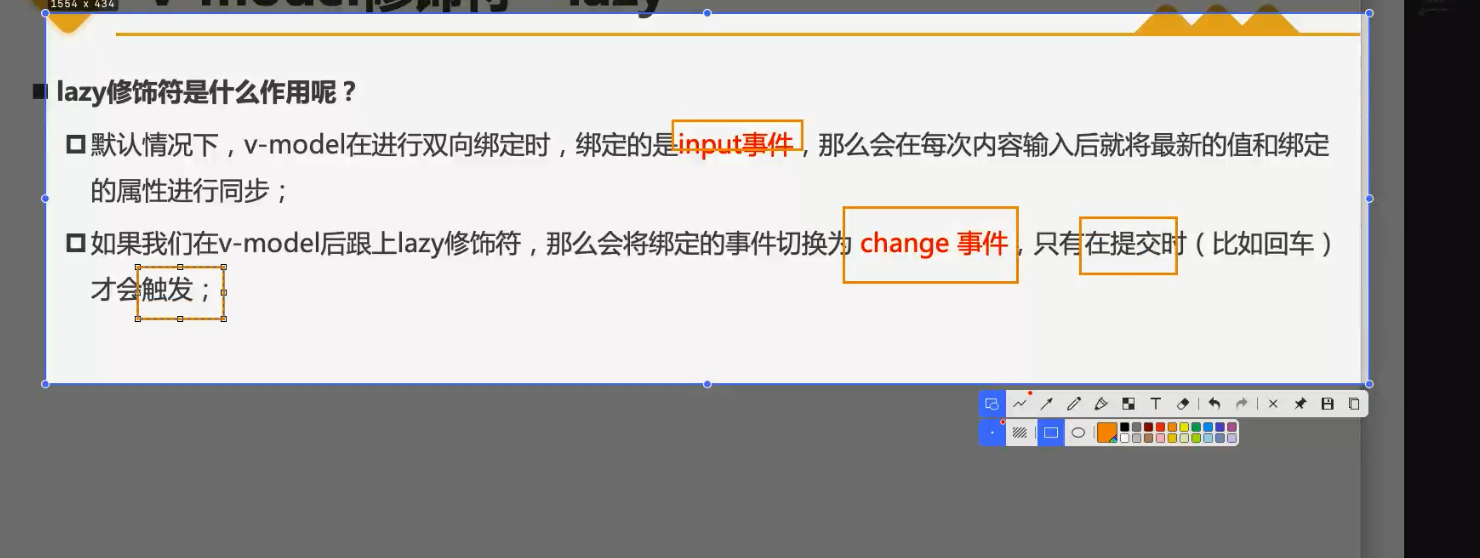 1554 x 434
v-model修饰符 - lazy
lazy修饰符是什么作用呢？
默认情况下，v-model在进行双向绑定时，绑定的是input事件，那么会在每次内容输入后就将最新的值和绑定
的属性进行同步；
如果我们在v-model后跟上lazy修饰符，那么会将绑定的事件切换为 change 事件，只有在提交时（比如回车）
才会触发；
T